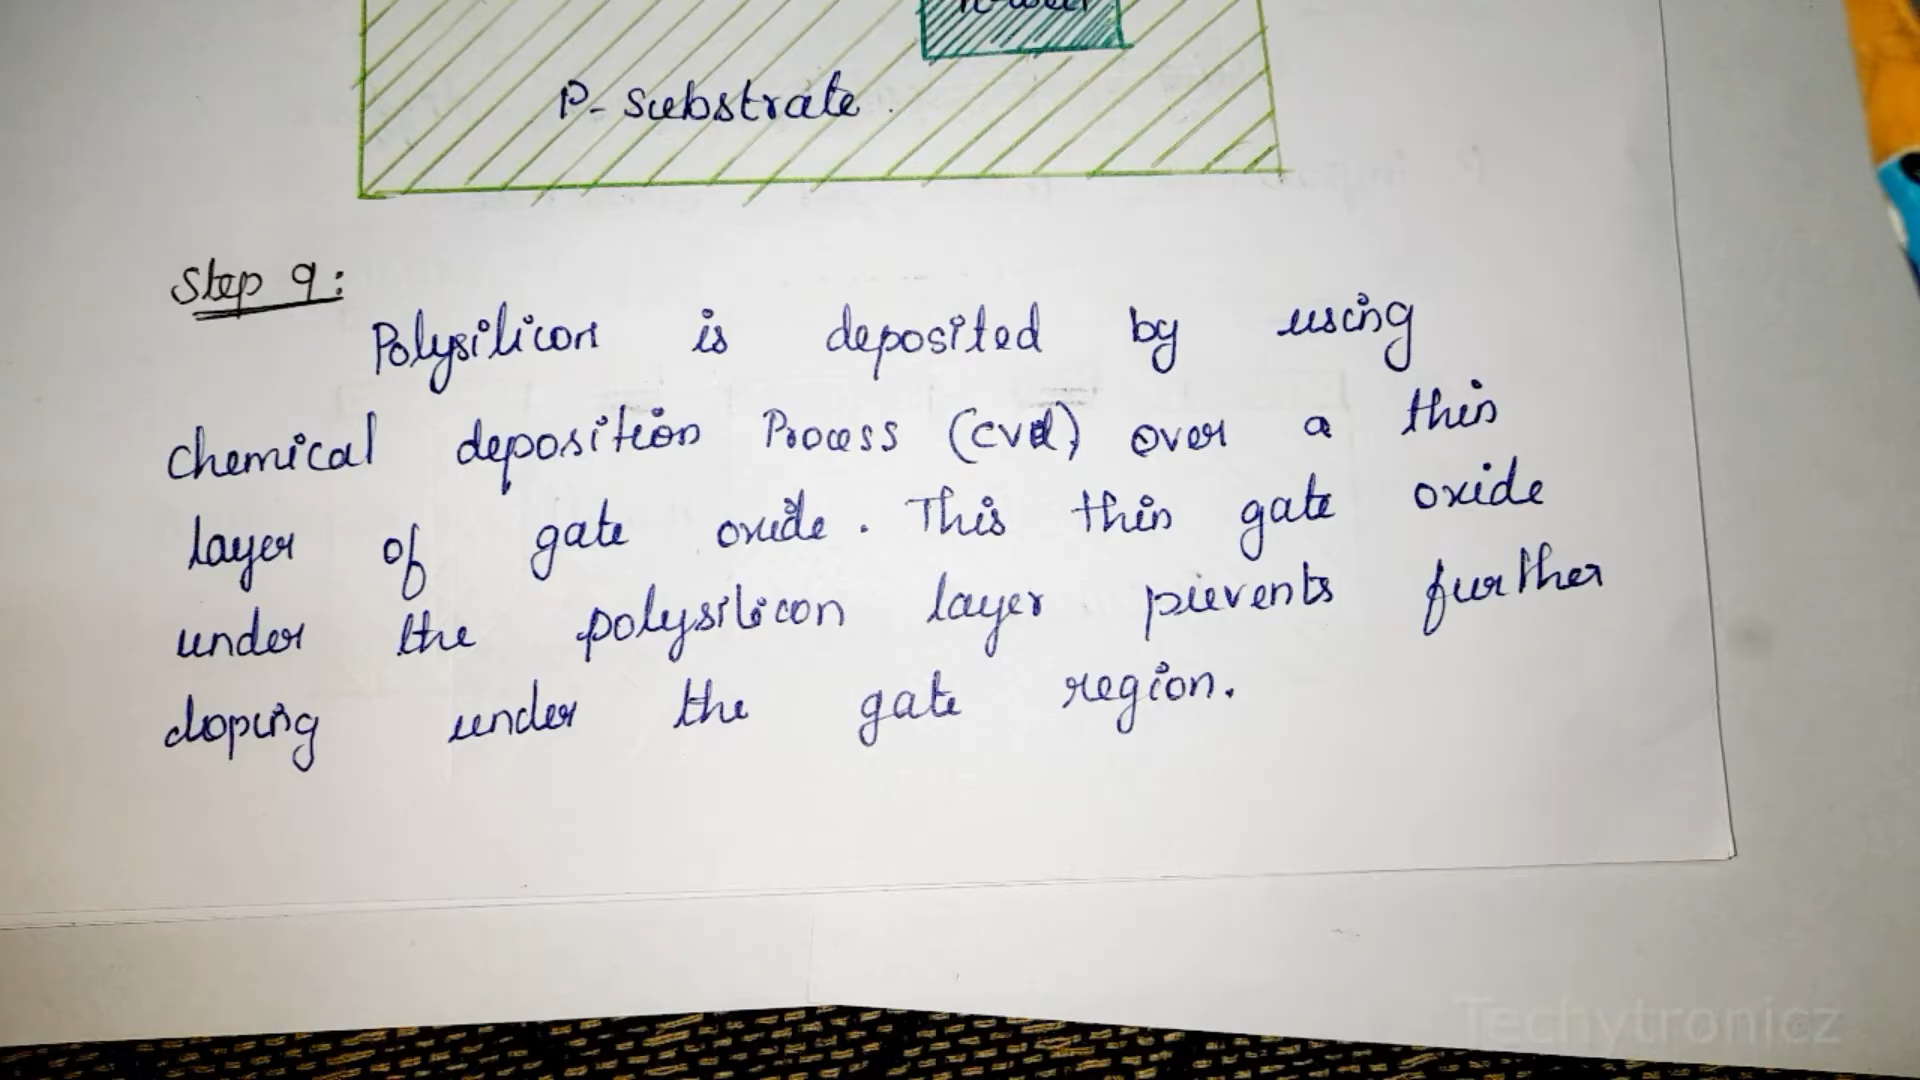 n-well
P-substrate.
Step 9:
Polysilicon is deposited by using
chemical deposition Process (cvd) over a thin
layer of gate oxide. This thin gate oxide
under the polysilicon layer prevents further
doping under the gate region.
Techytronicz